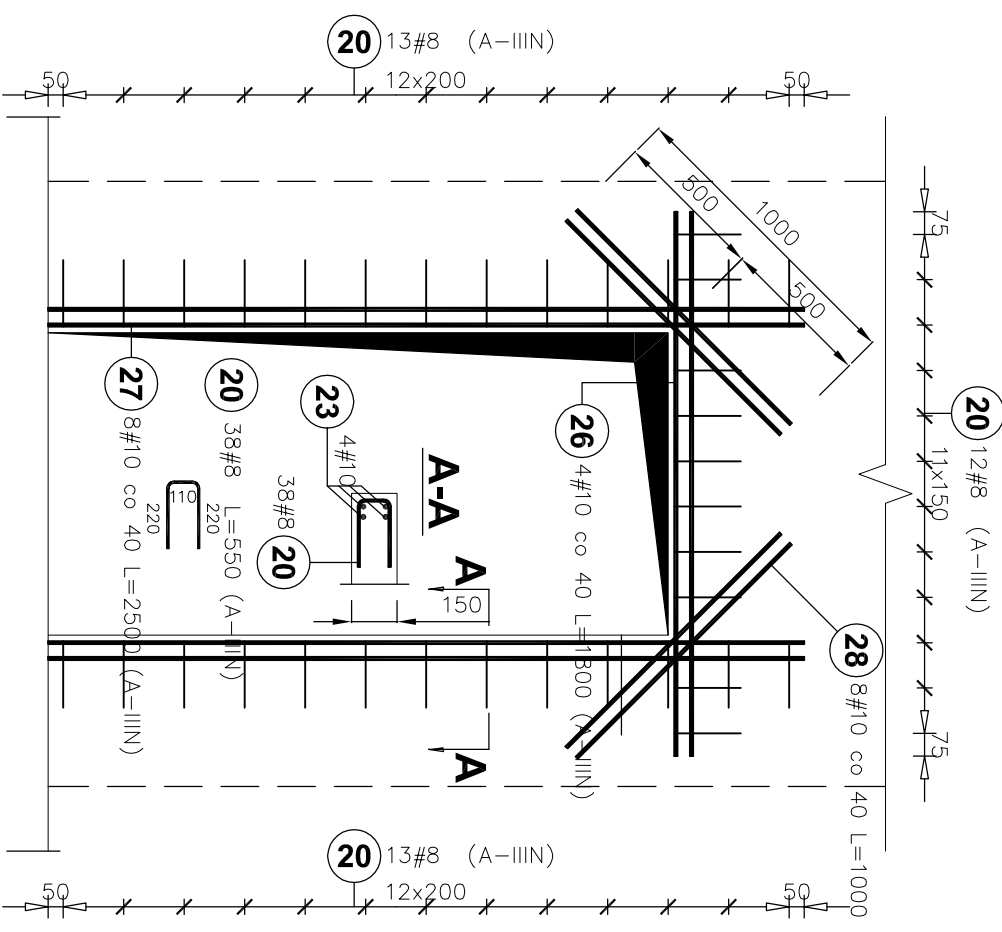 20 13#8 (A-IIIN)
12x200
50
50
1000
500
500
75
20 12#8 (A-IIIN)
11x150
75
27 8#10 co 40 L=2500 (A-IIIN)
20 38#8 L=550 (A-IIIN)
110
220
220
23 4#10
38#8 20
A-A
A
150
A
26 4#10 co 40 L=1300 (A-IIIN)
28 8#10 co 40 L=1000
20 13#8 (A-IIIN)
12x200
50
50